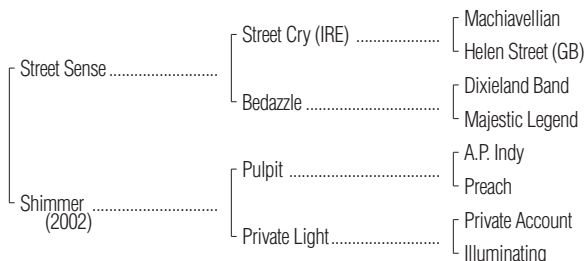 Machiavellian
Street Cry (IRE) ....................
Helen Street (GB)
Street Sense ..........................
Dixieland Band
Bedazzle ................................
Majestic Legend
A.P. Indy
Pulpit .....................................
Preach
Shimmer ................................
(2002)
Private Account
Private Light ..........................
Illuminating